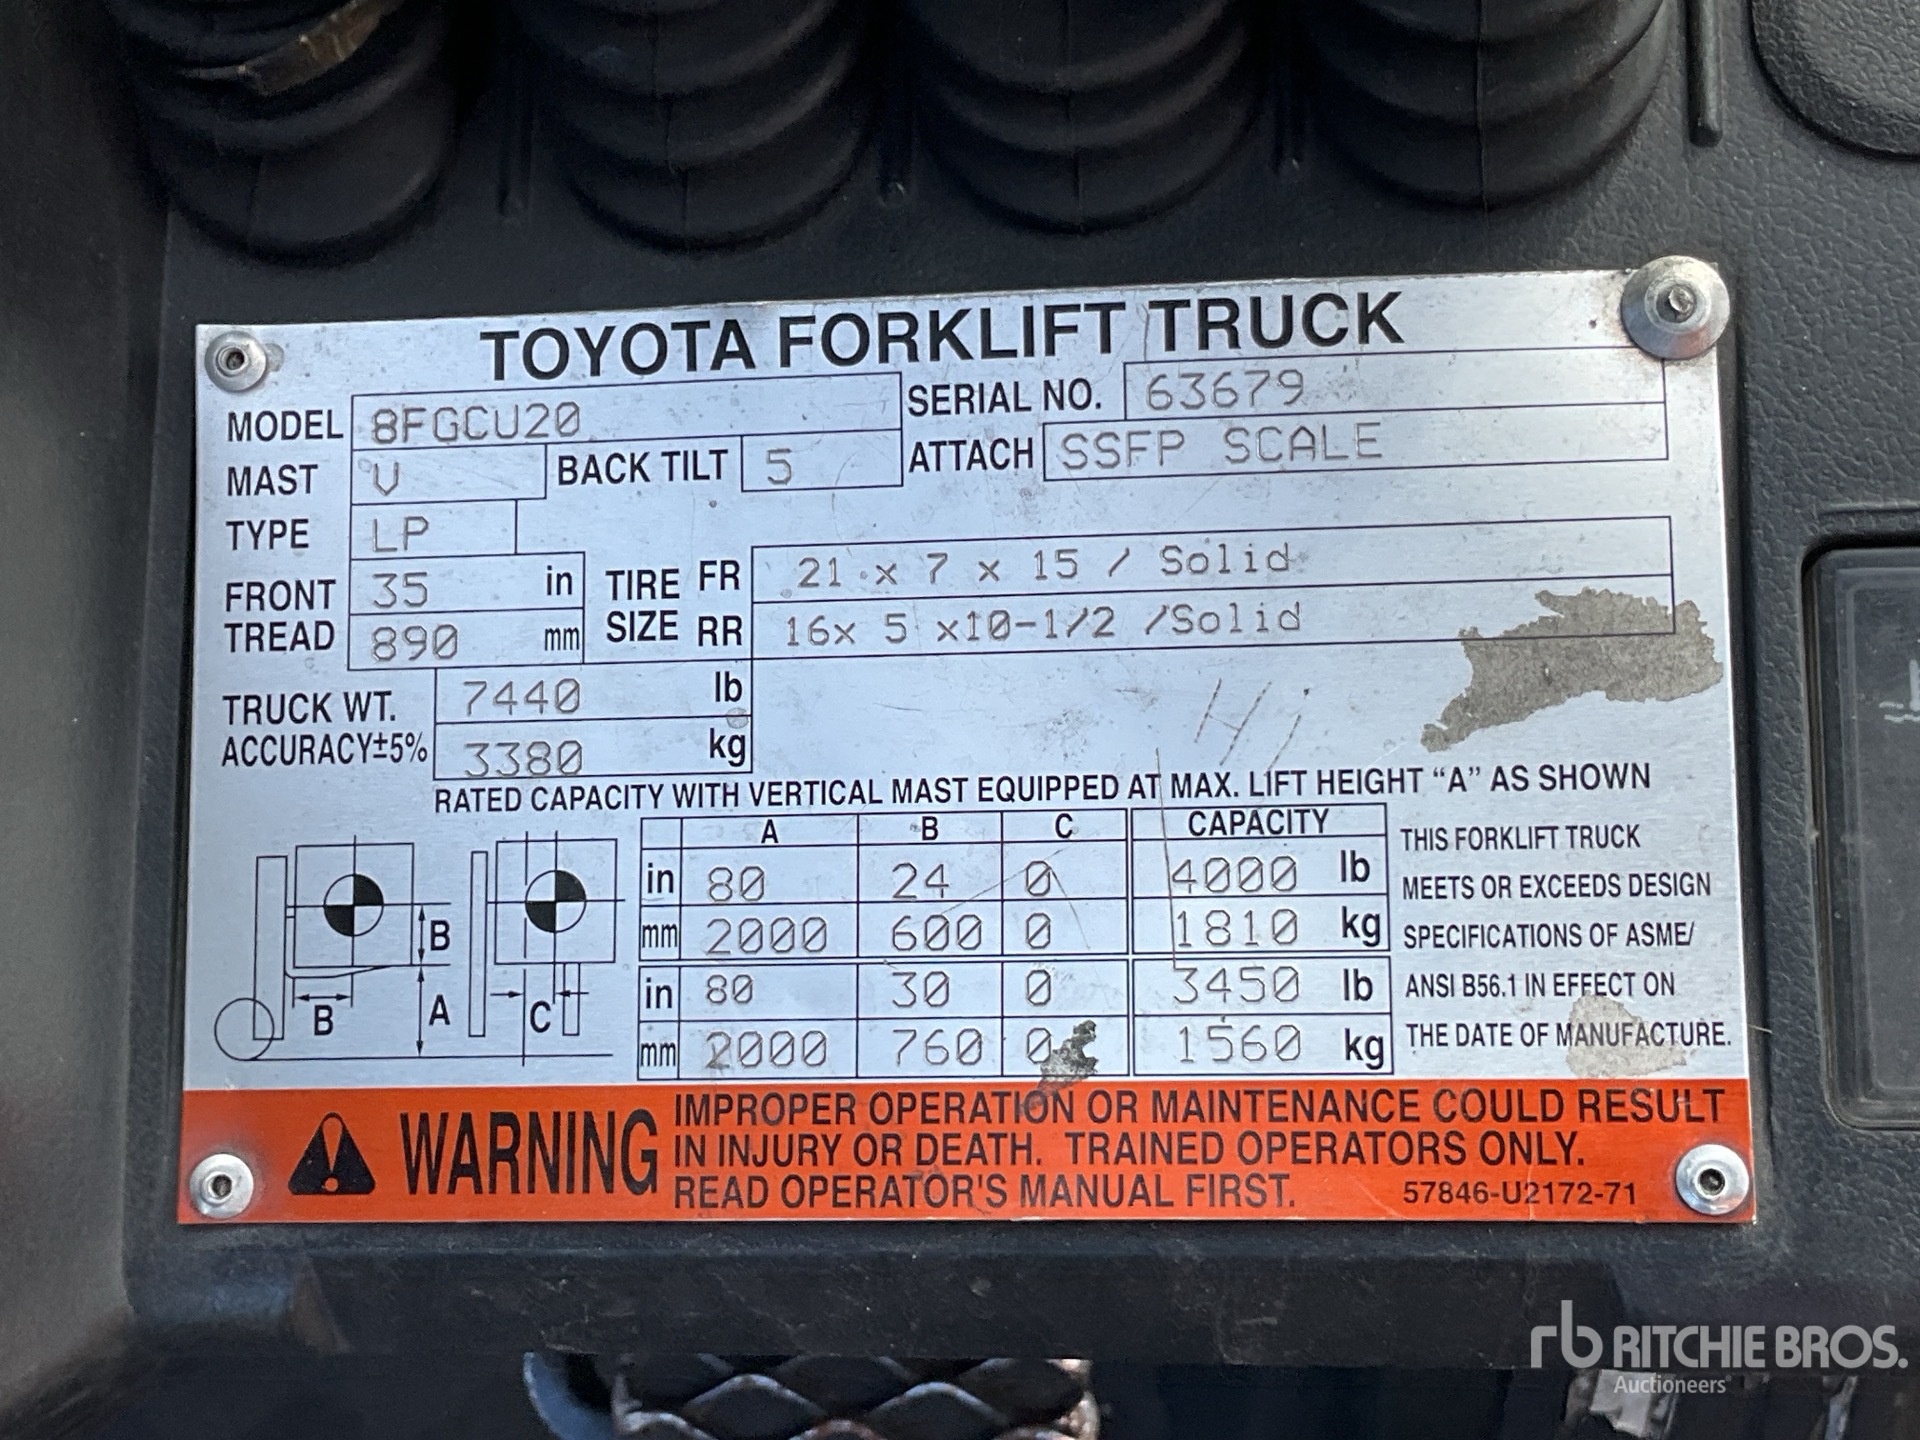 TOYOTA FORKLIFT TRUCK
MODEL 8FGCU20 SERIAL NO. 63679
MAST V BACK TILT 5 ATTACH SSFP SCALE
TYPE LP
FRONT TREAD 35 in TIRE SIZE FR 21 x 7 x 15 / Solid
890 mm RR 16x 5 x10-1/2 /Solid
TRUCK WT. 7440 lb
ACCURACY±5% 3380 kg
Hi
RATED CAPACITY WITH VERTICAL MAST EQUIPPED AT MAX. LIFT HEIGHT "A" AS SHOWN
A B C CAPACITY
in 80 24 0 4000 lb
mm 2000 600 0 1810 kg
in 80 30 0 3450 lb
mm 2000 760 0 1560 kg
B
B
A
C
THIS FORKLIFT TRUCK
MEETS OR EXCEEDS DESIGN
SPECIFICATIONS OF ASME/
ANSI B56.1 IN EFFECT ON
THE DATE OF MANUFACTURE.
WARNING
IMPROPER OPERATION OR MAINTENANCE COULD RESULT
IN INJURY OR DEATH. TRAINED OPERATORS ONLY.
READ OPERATOR'S MANUAL FIRST. 57846-U2172-71
rb RITCHIE BROS.
Auctioneers